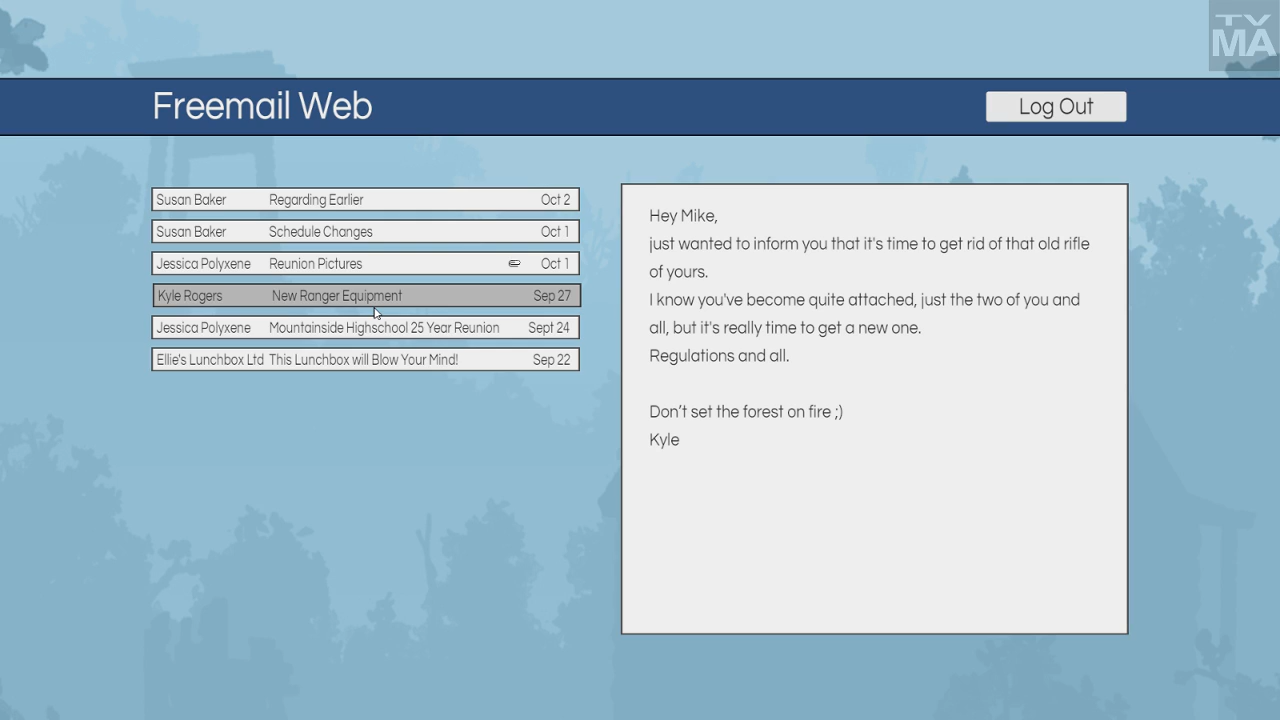 TV
MA
Freemail Web
Log Out
Susan Baker Regarding Earlier Oct 2
Susan Baker Schedule Changes Oct 1
Jessica Polyxene Reunion Pictures Oct 1
Kyle Rogers New Ranger Equipment Sep 27
Jessica Polyxene Mountainside Highschool 25 Year Reunion Sept 24
Ellie's Lunchbox Ltd This Lunchbox will Blow Your Mind! Sep 22
Hey Mike,
just wanted to inform you that it's time to get rid of that old rifle
of yours.
I know you've become quite attached, just the two of you and
all, but it's really time to get a new one.
Regulations and all.
Don't set the forest on fire ;)
Kyle